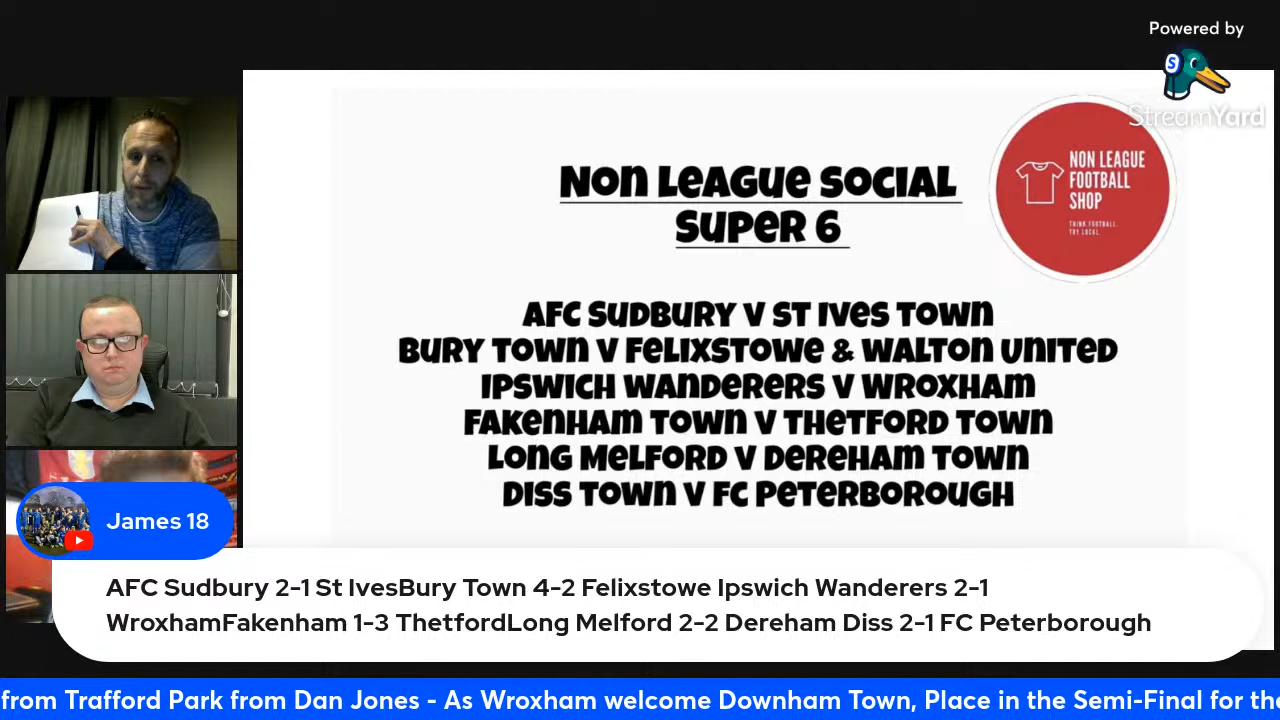 Powered by
StreamYard
NON LEAGUE
FOOTBALL
SHOP
THINK FOOTBALL.
TRY LOCAL.
Non League Social
Super 6
AFC Sudbury v St Ives Town
Bury Town v Felixstowe & Walton United
Ipswich Wanderers v Wroxham
Fakenham Town v Thetford Town
Long Melford v Dereham Town
Diss Town v FC Peterborough
James 18
AFC Sudbury 2-1 St IvesBury Town 4-2 Felixstowe Ipswich Wanderers 2-1
WroxhamFakenham 1-3 ThetfordLong Melford 2-2 Dereham Diss 2-1 FC Peterborough
from Trafford Park from Dan Jones - As Wroxham welcome Downham Town, Place in the Semi-Final for